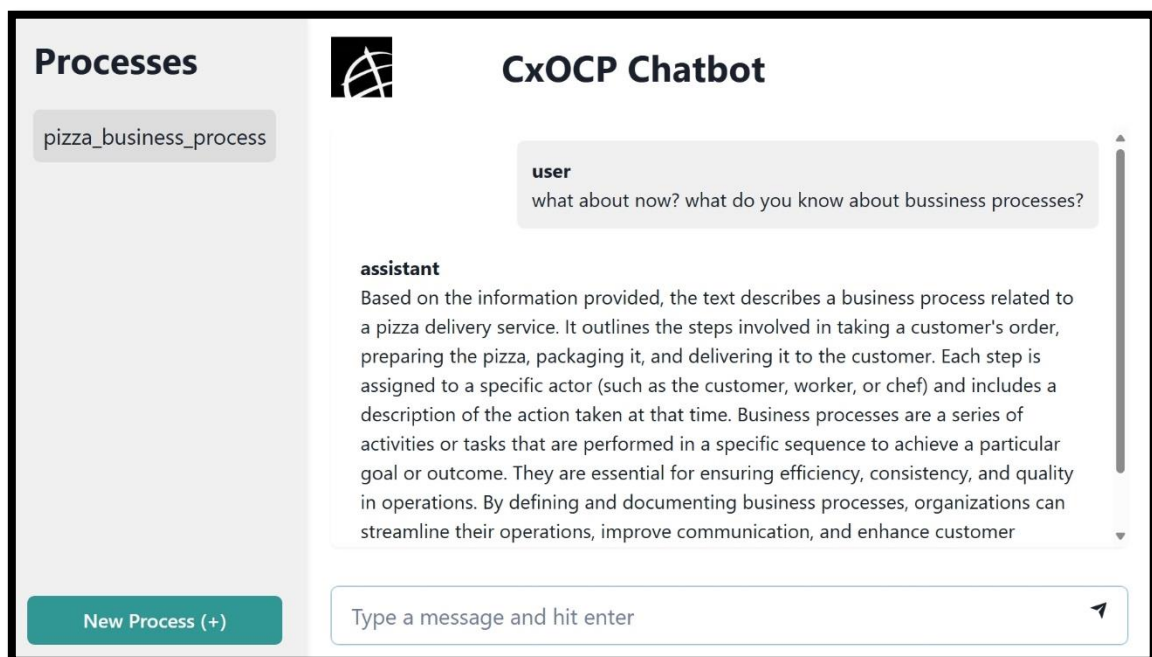 Processes
pizza_business_process
New Process (+)
CxOCP Chatbot
user
what about now? what do you know about bussiness processes?
assistant
Based on the information provided, the text describes a business process related to
a pizza delivery service. It outlines the steps involved in taking a customer's order,
preparing the pizza, packaging it, and delivering it to the customer. Each step is
assigned to a specific actor (such as the customer, worker, or chef) and includes a
description of the action taken at that time. Business processes are a series of
activities or tasks that are performed in a specific sequence to achieve a particular
goal or outcome. They are essential for ensuring efficiency, consistency, and quality
in operations. By defining and documenting business processes, organizations can
streamline their operations, improve communication, and enhance customer
Type a message and hit enter